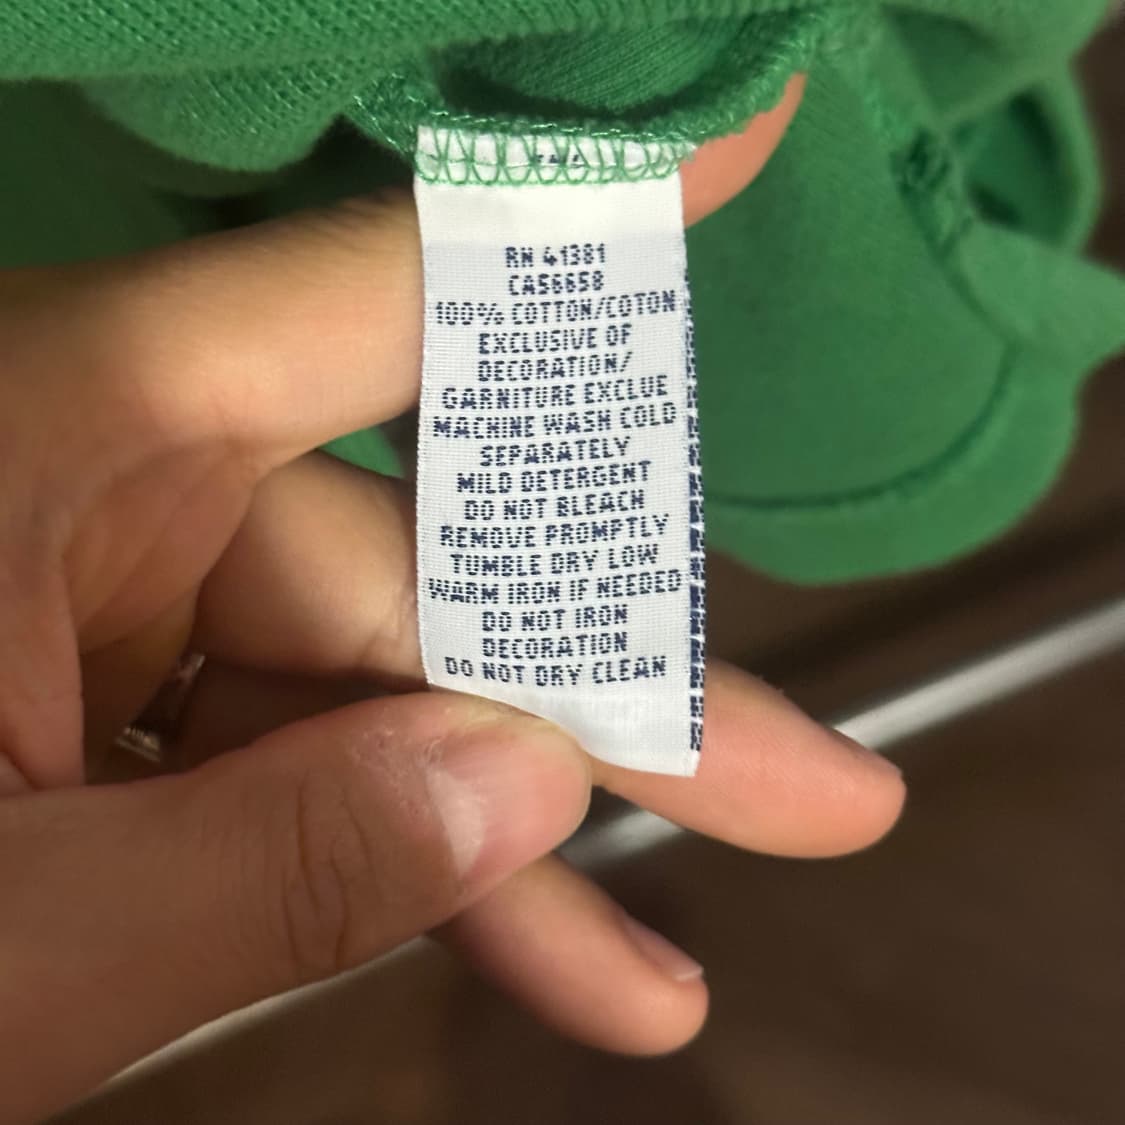 RN 41381
CA56658
100% COTTON/COTON
EXCLUSIVE OF
DECORATION/
GARNITURE EXCLUE
MACHINE WASH COLD
SEPARATELY
MILD DETERGENT
DO NOT BLEACH
REMOVE PROMPTLY
TUMBLE DRY LOW
WARM IRON IF NEEDED
DO NOT IRON
DECORATION
DO NOT DRY CLEAN